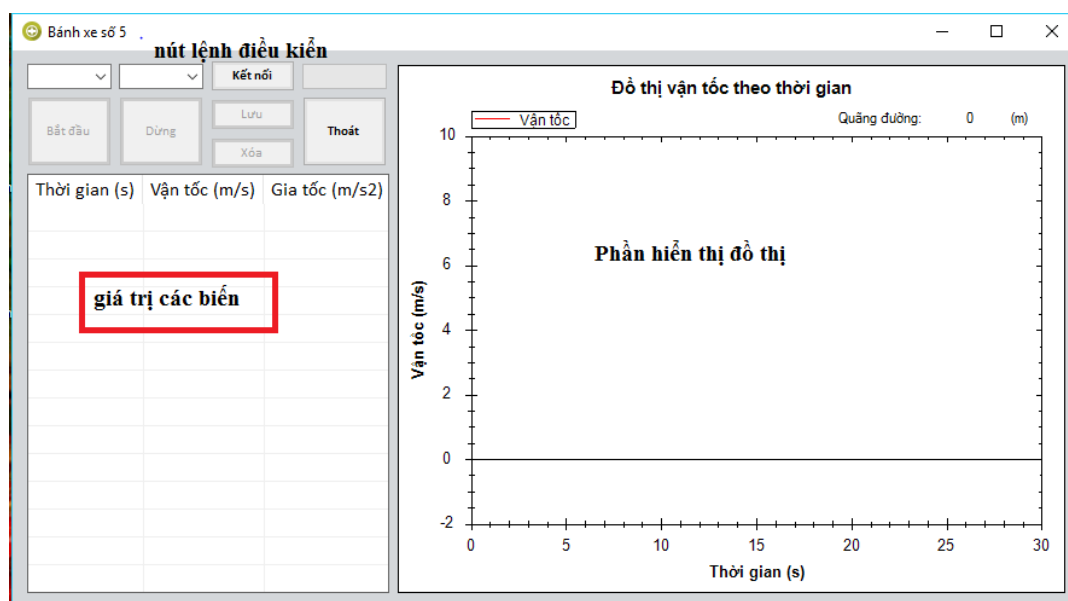 Bánh xe số 5
nút lệnh điều kiển
Kết nối
Bắt đầu
Dừng
Lưu
Xóa
Thoát
Thời gian (s) Vận tốc (m/s) Gia tốc (m/s2)
giá trị các biến
Đồ thị vận tốc theo thời gian
Vận tốc
Quãng đường: 0 (m)
Phần hiển thị đồ thị
Vận tốc (m/s)
10
8
6
4
2
0
-2
0 5 10 15 20 25 30
Thời gian (s)